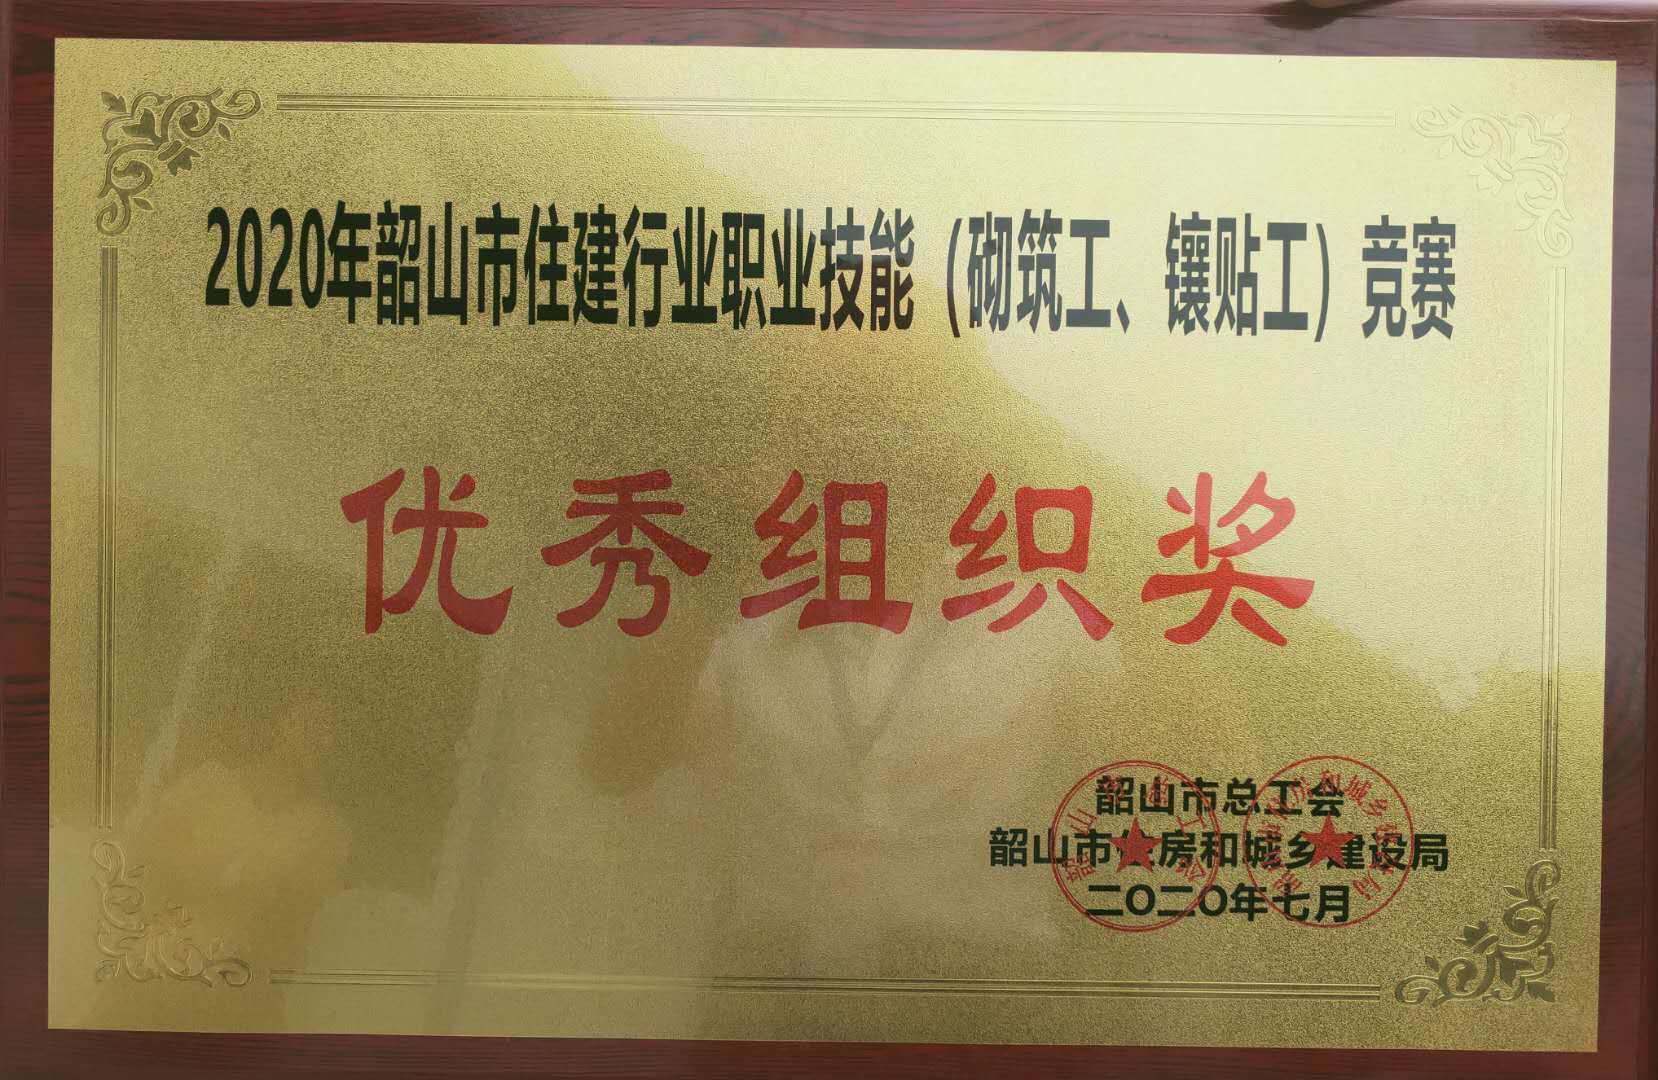 2020年韶山市住建行业职业技能（砌筑工、镶贴工）竞赛
优秀组织奖
韶山市总工会
韶山市住房和城乡建设局
二〇二〇年七月